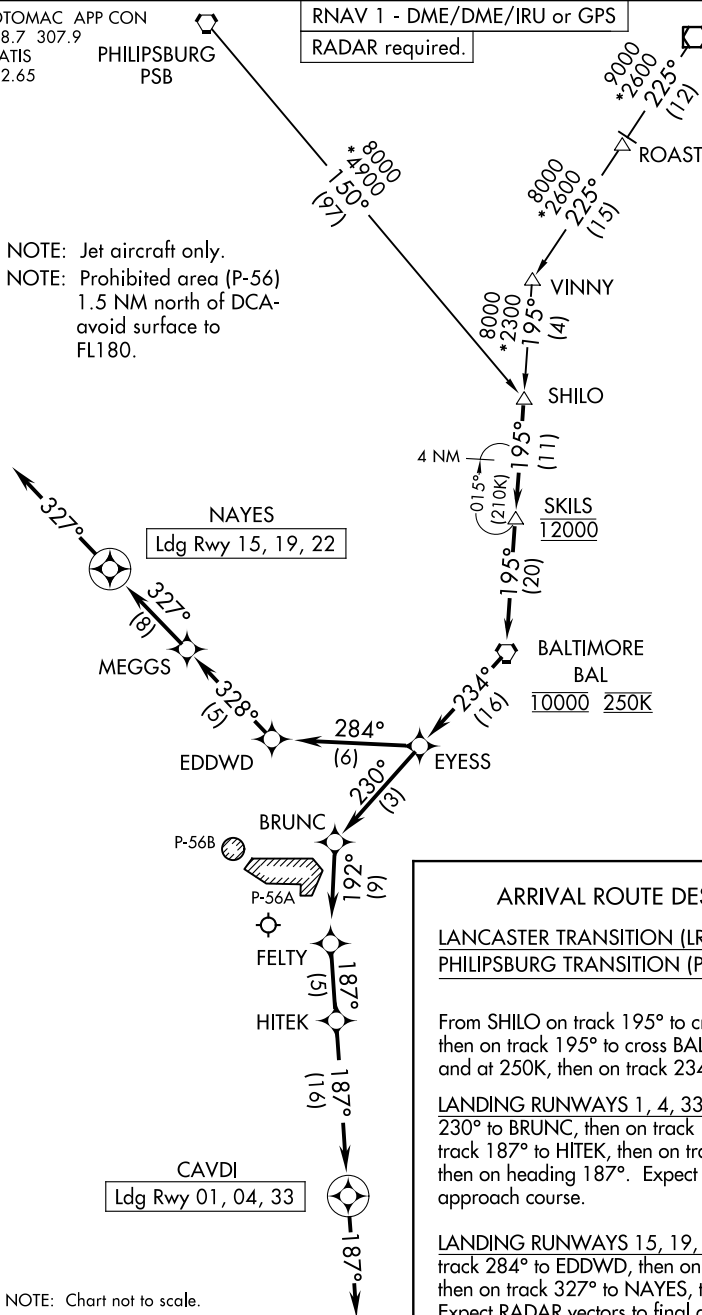 OTOMAC APP CON
8.7 307.9
ATIS
2.65
RNAV 1 - DME/DME/IRU or GPS
RADAR required.
PHILIPSBURG
PSB
9000
*2600
225°
(12)
ROAST
8000
*4900
150°
(97)
8000
*2600
225°
(15)
NOTE: Jet aircraft only.
NOTE: Prohibited area (P-56)
1.5 NM north of DCA-
avoid surface to
FL180.
VINNY
8000
*2300
195°
(4)
SHILO
4 NM
195°
(11)
015°
(210K)
SKILS
12000
327°
NAYES
Ldg Rwy 15, 19, 22
195°
(20)
327°
(8)
MEGGS
BALTIMORE
BAL
10000 250K
328°
(5)
234°
(16)
EDDWD
284°
(6)
EYESS
230°
(3)
BRUNC
P-56B
192°
(9)
P-56A
FELTY
187°
(5)
HITEK
187°
(16)
CAVDI
Ldg Rwy 01, 04, 33
187°
NOTE: Chart not to scale.
ARRIVAL ROUTE DES
LANCASTER TRANSITION (LR
PHILIPSBURG TRANSITION (P
From SHILO on track 195° to cr
then on track 195° to cross BAL
and at 250K, then on track 234
LANDING RUNWAYS 1, 4, 33
230° to BRUNC, then on track
track 187° to HITEK, then on tra
then on heading 187°. Expect
approach course.
LANDING RUNWAYS 15, 19,
track 284° to EDDWD, then on
then on track 327° to NAYES, t
Expect RADAR vectors to final a